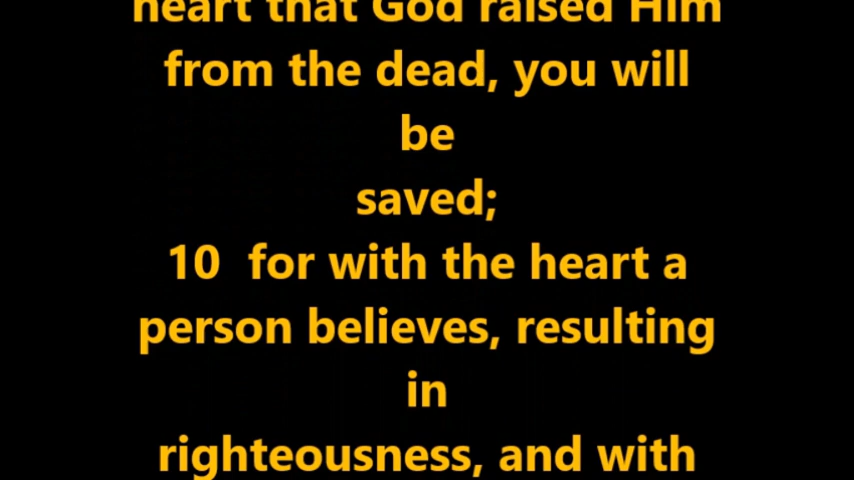 heart that God raised Him
from the dead, you will
be
saved;
10 for with the heart a
person believes, resulting
in
righteousness, and with